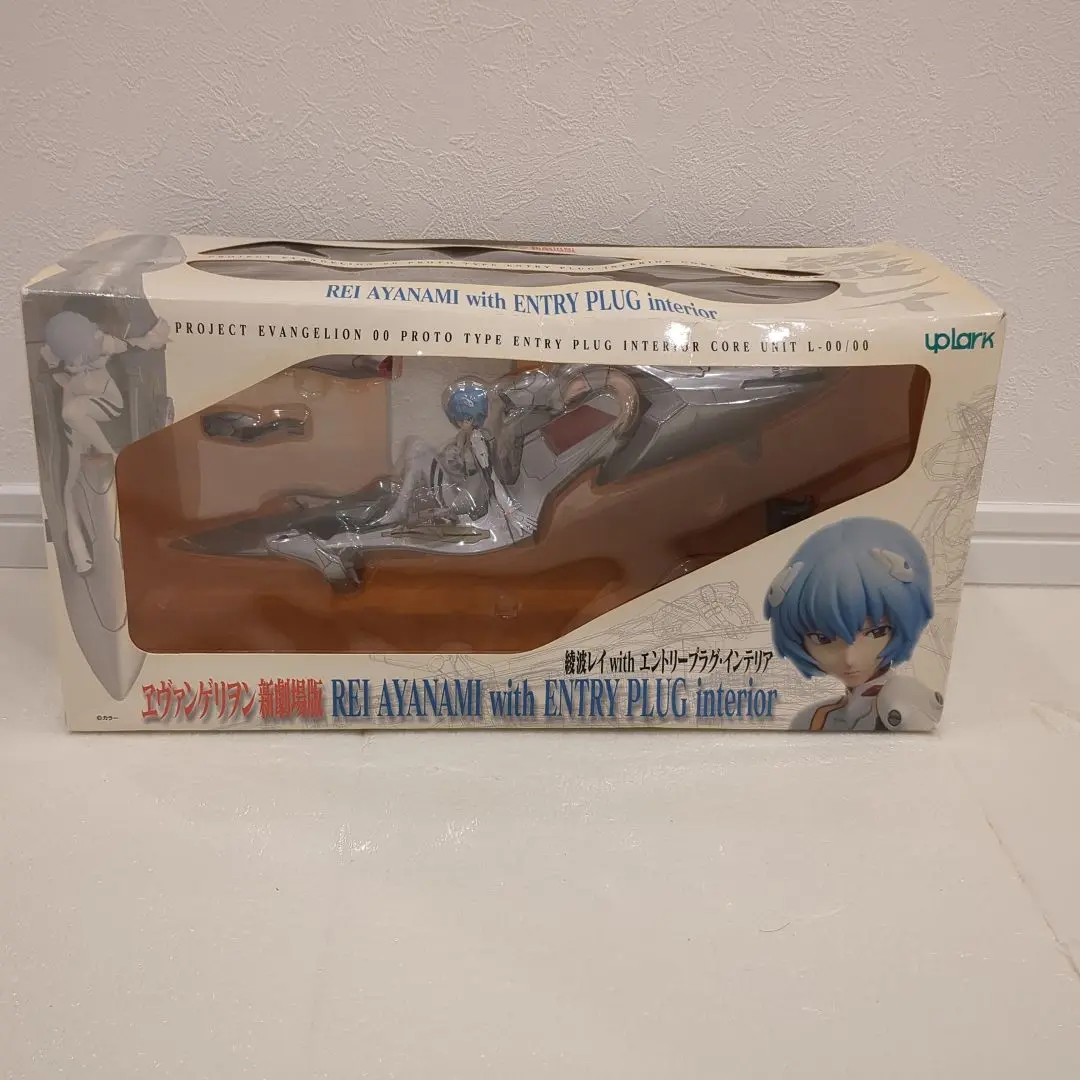 REI AYANAMI with ENTRY PLUG interior
PROJECT EVANGELION 00 PROTO TYPE ENTRY PLUG INTERIOR CORE UNIT L-00/00
uplark
綾波レイ with エントリープラグ・インテリア
ヱヴァンゲリヲン 新劇場版 REI AYANAMI with ENTRY PLUG interior
©カラー